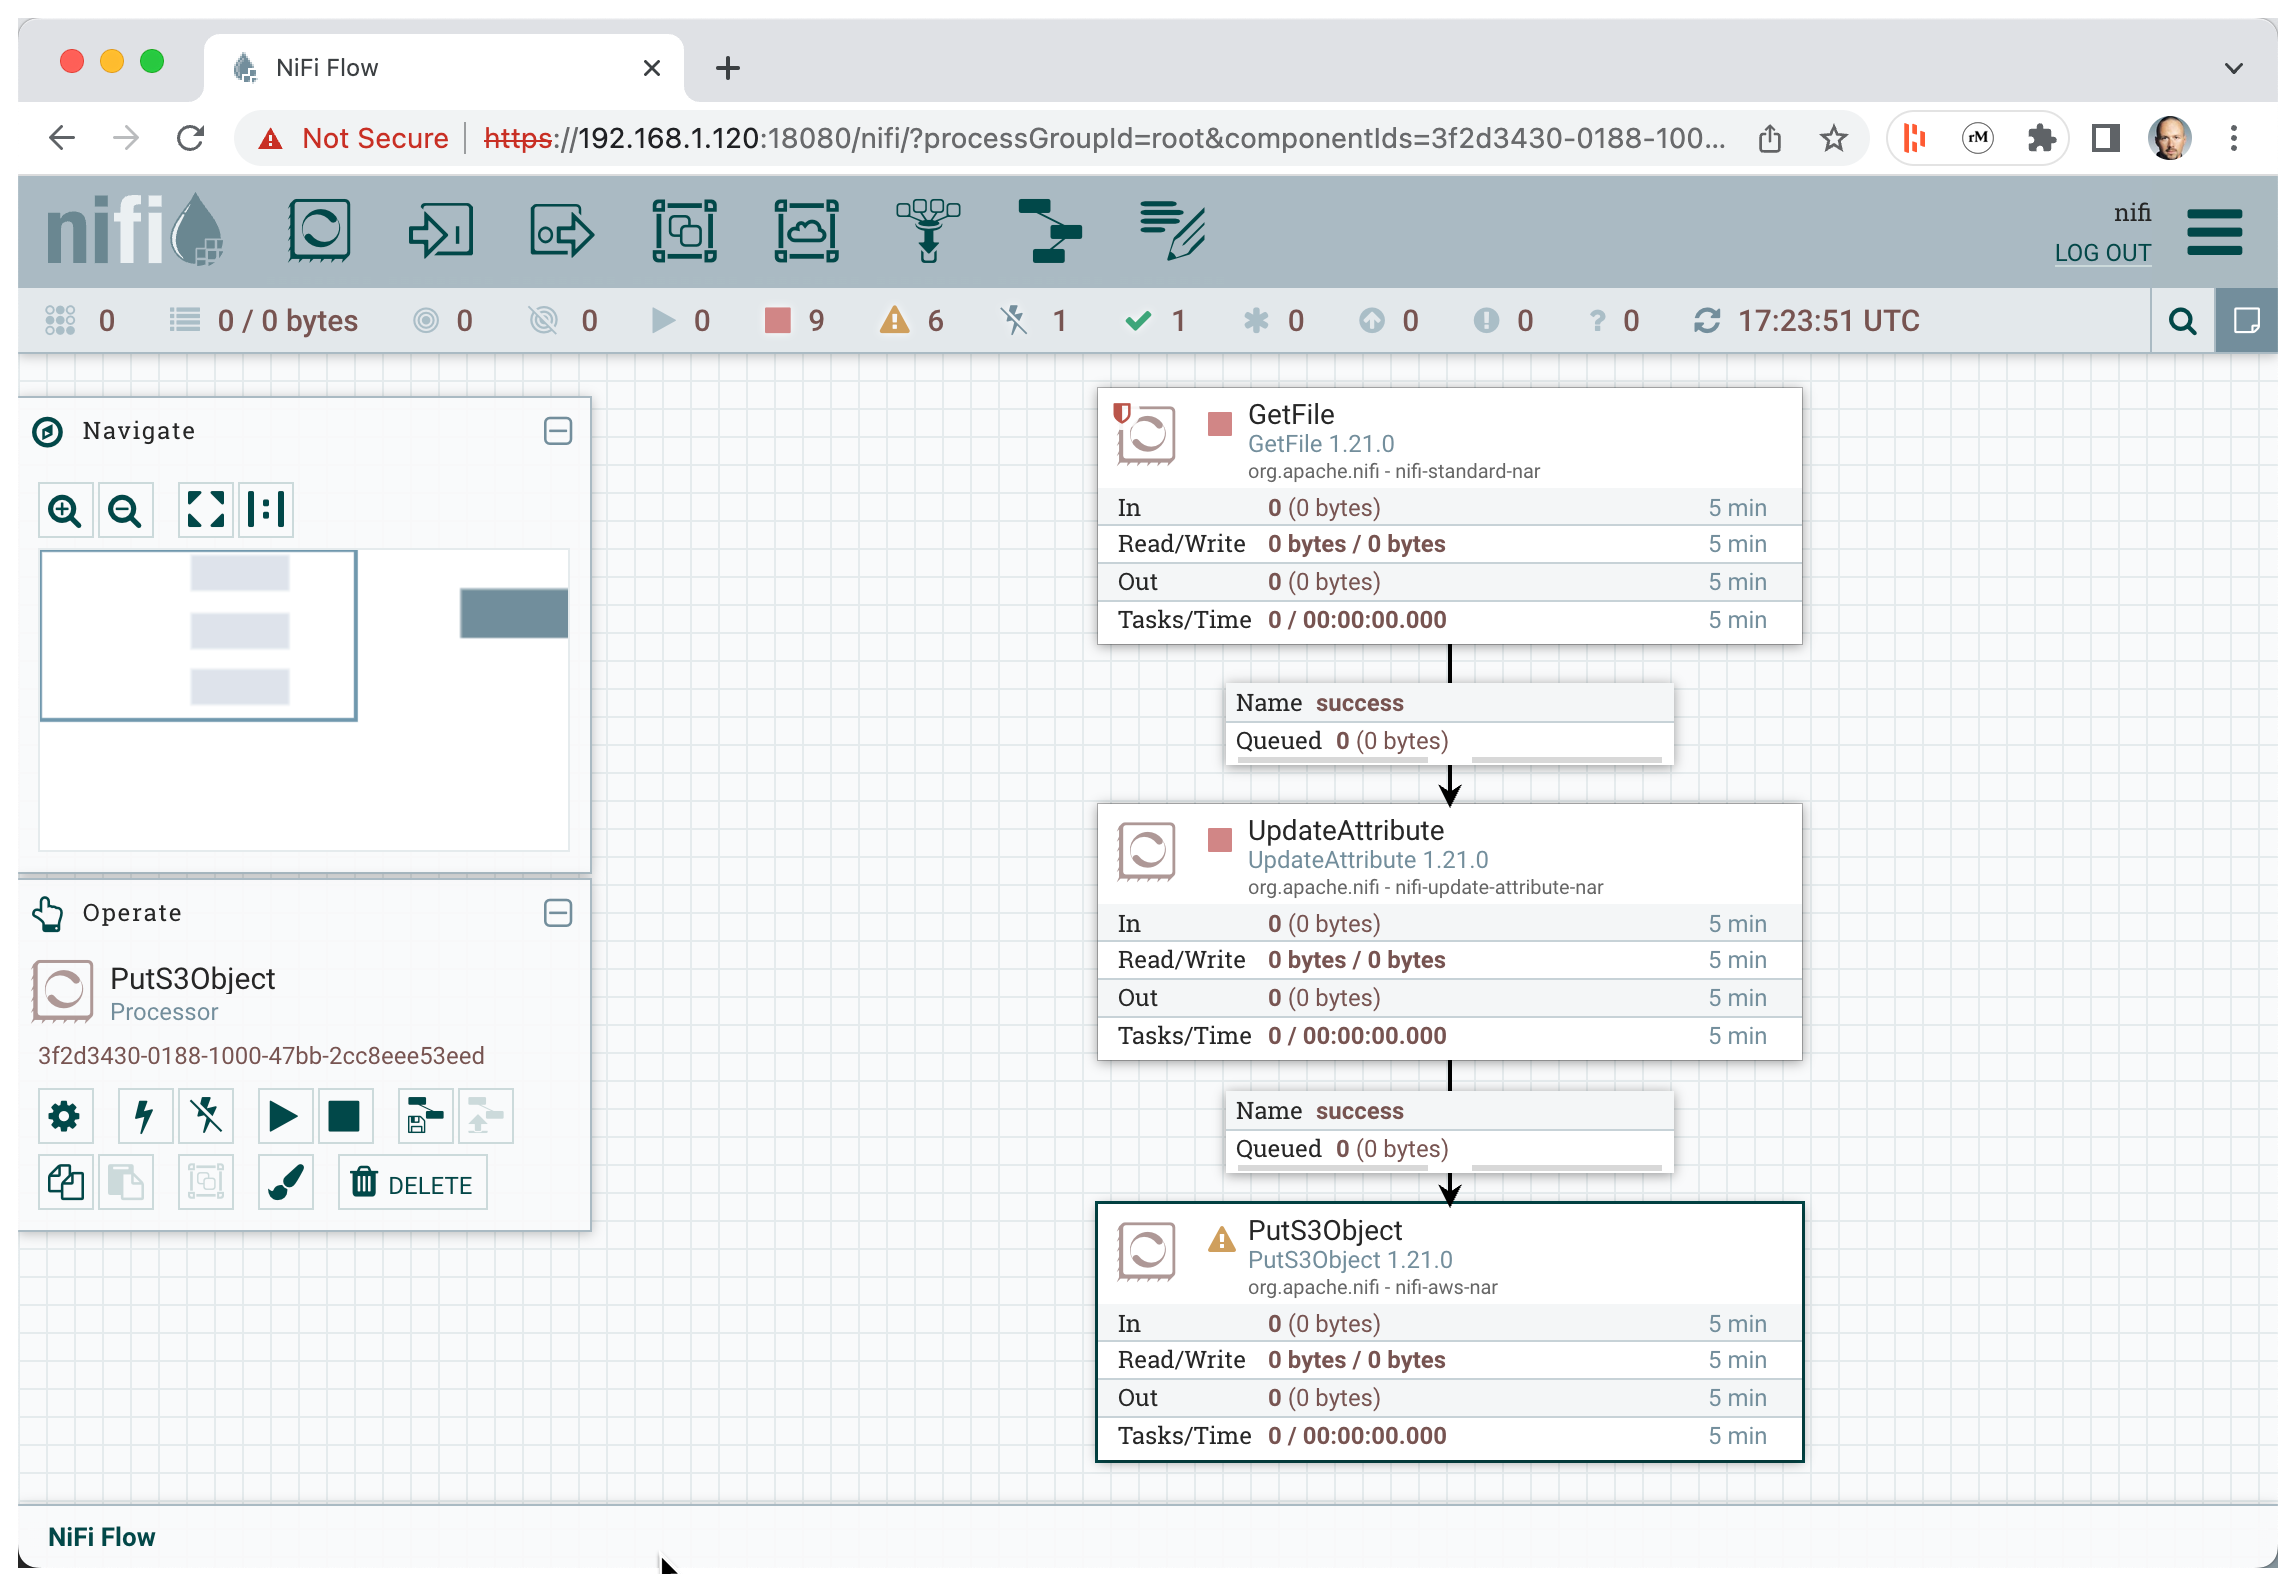 NiFi Flow
Not Secure https://192.168.1.120:18080/nifi/?processGroupId=root&componentIds=3f2d3430-0188-100... rM
nifi
nifi
LOG OUT
0 0 / 0 bytes 0 0 0 9 6 1 1 0 0 0 ? 0 17:23:51 UTC
Navigate
Operate
PutS3Object
Processor
3f2d3430-0188-1000-47bb-2cc8eee53eed
DELETE
GetFile
GetFile 1.21.0
org.apache.nifi - nifi-standard-nar
In 0 (0 bytes) 5 min
Read/Write 0 bytes / 0 bytes 5 min
Out 0 (0 bytes) 5 min
Tasks/Time 0 / 00:00:00.000 5 min
Name success
Queued 0 (0 bytes)
UpdateAttribute
UpdateAttribute 1.21.0
org.apache.nifi - nifi-update-attribute-nar
In 0 (0 bytes) 5 min
Read/Write 0 bytes / 0 bytes 5 min
Out 0 (0 bytes) 5 min
Tasks/Time 0 / 00:00:00.000 5 min
Name success
Queued 0 (0 bytes)
PutS3Object
PutS3Object 1.21.0
org.apache.nifi - nifi-aws-nar
In 0 (0 bytes) 5 min
Read/Write 0 bytes / 0 bytes 5 min
Out 0 (0 bytes) 5 min
Tasks/Time 0 / 00:00:00.000 5 min
NiFi Flow